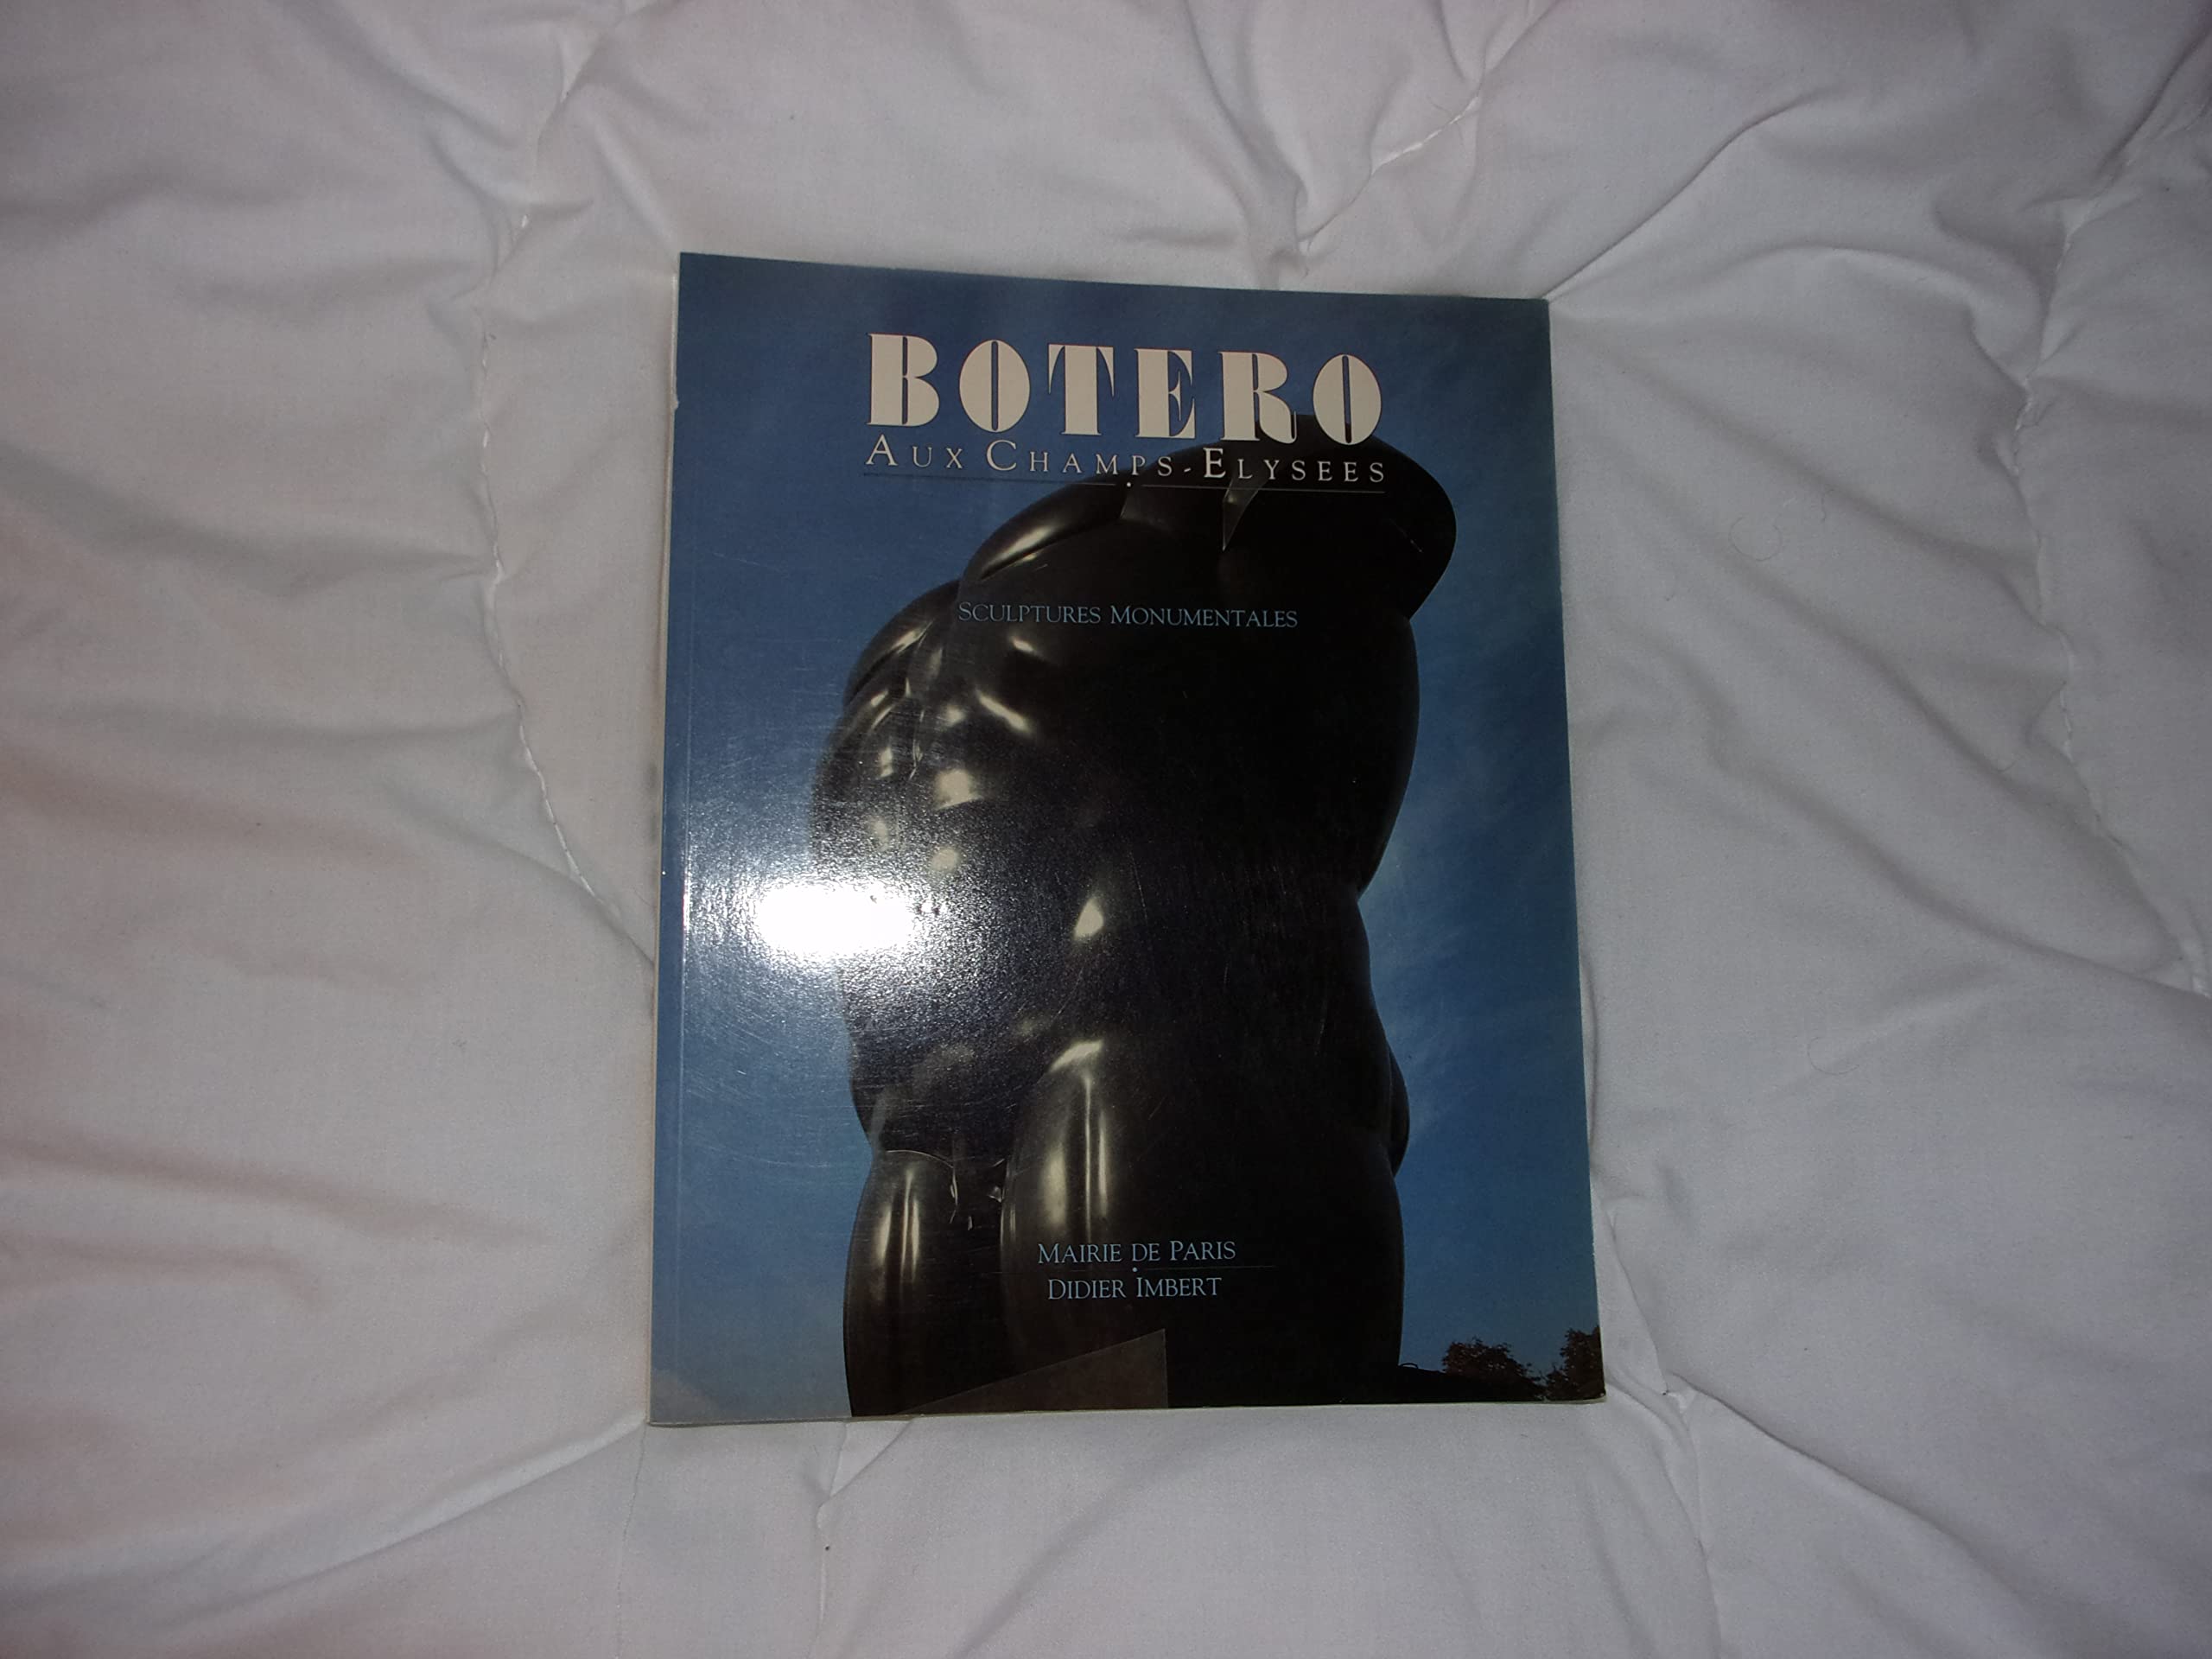 BOTERO
AUX CHAMPS-ELYSEES
SCULPTURES MONUMENTALES
MAIRIE DE PARIS
DIDIER IMBERT